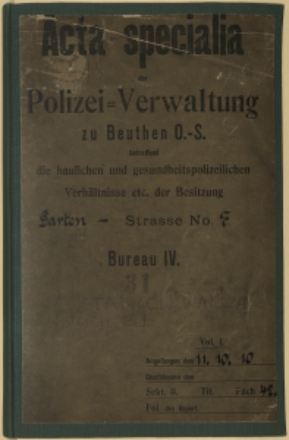 Acta specialia
der
Polizei=Verwaltung
zu Beuthen O.-S.
betreffend
die baulichen und gesundheitspolizeilichen
Verhältnisse etc. der Besitzung
Garten - Strasse No. 7
Bureau IV.
Vol. I.
Angefangen den 11. 10. 10
Geschlossen den
Sekt. II. Tit. Fach 42.